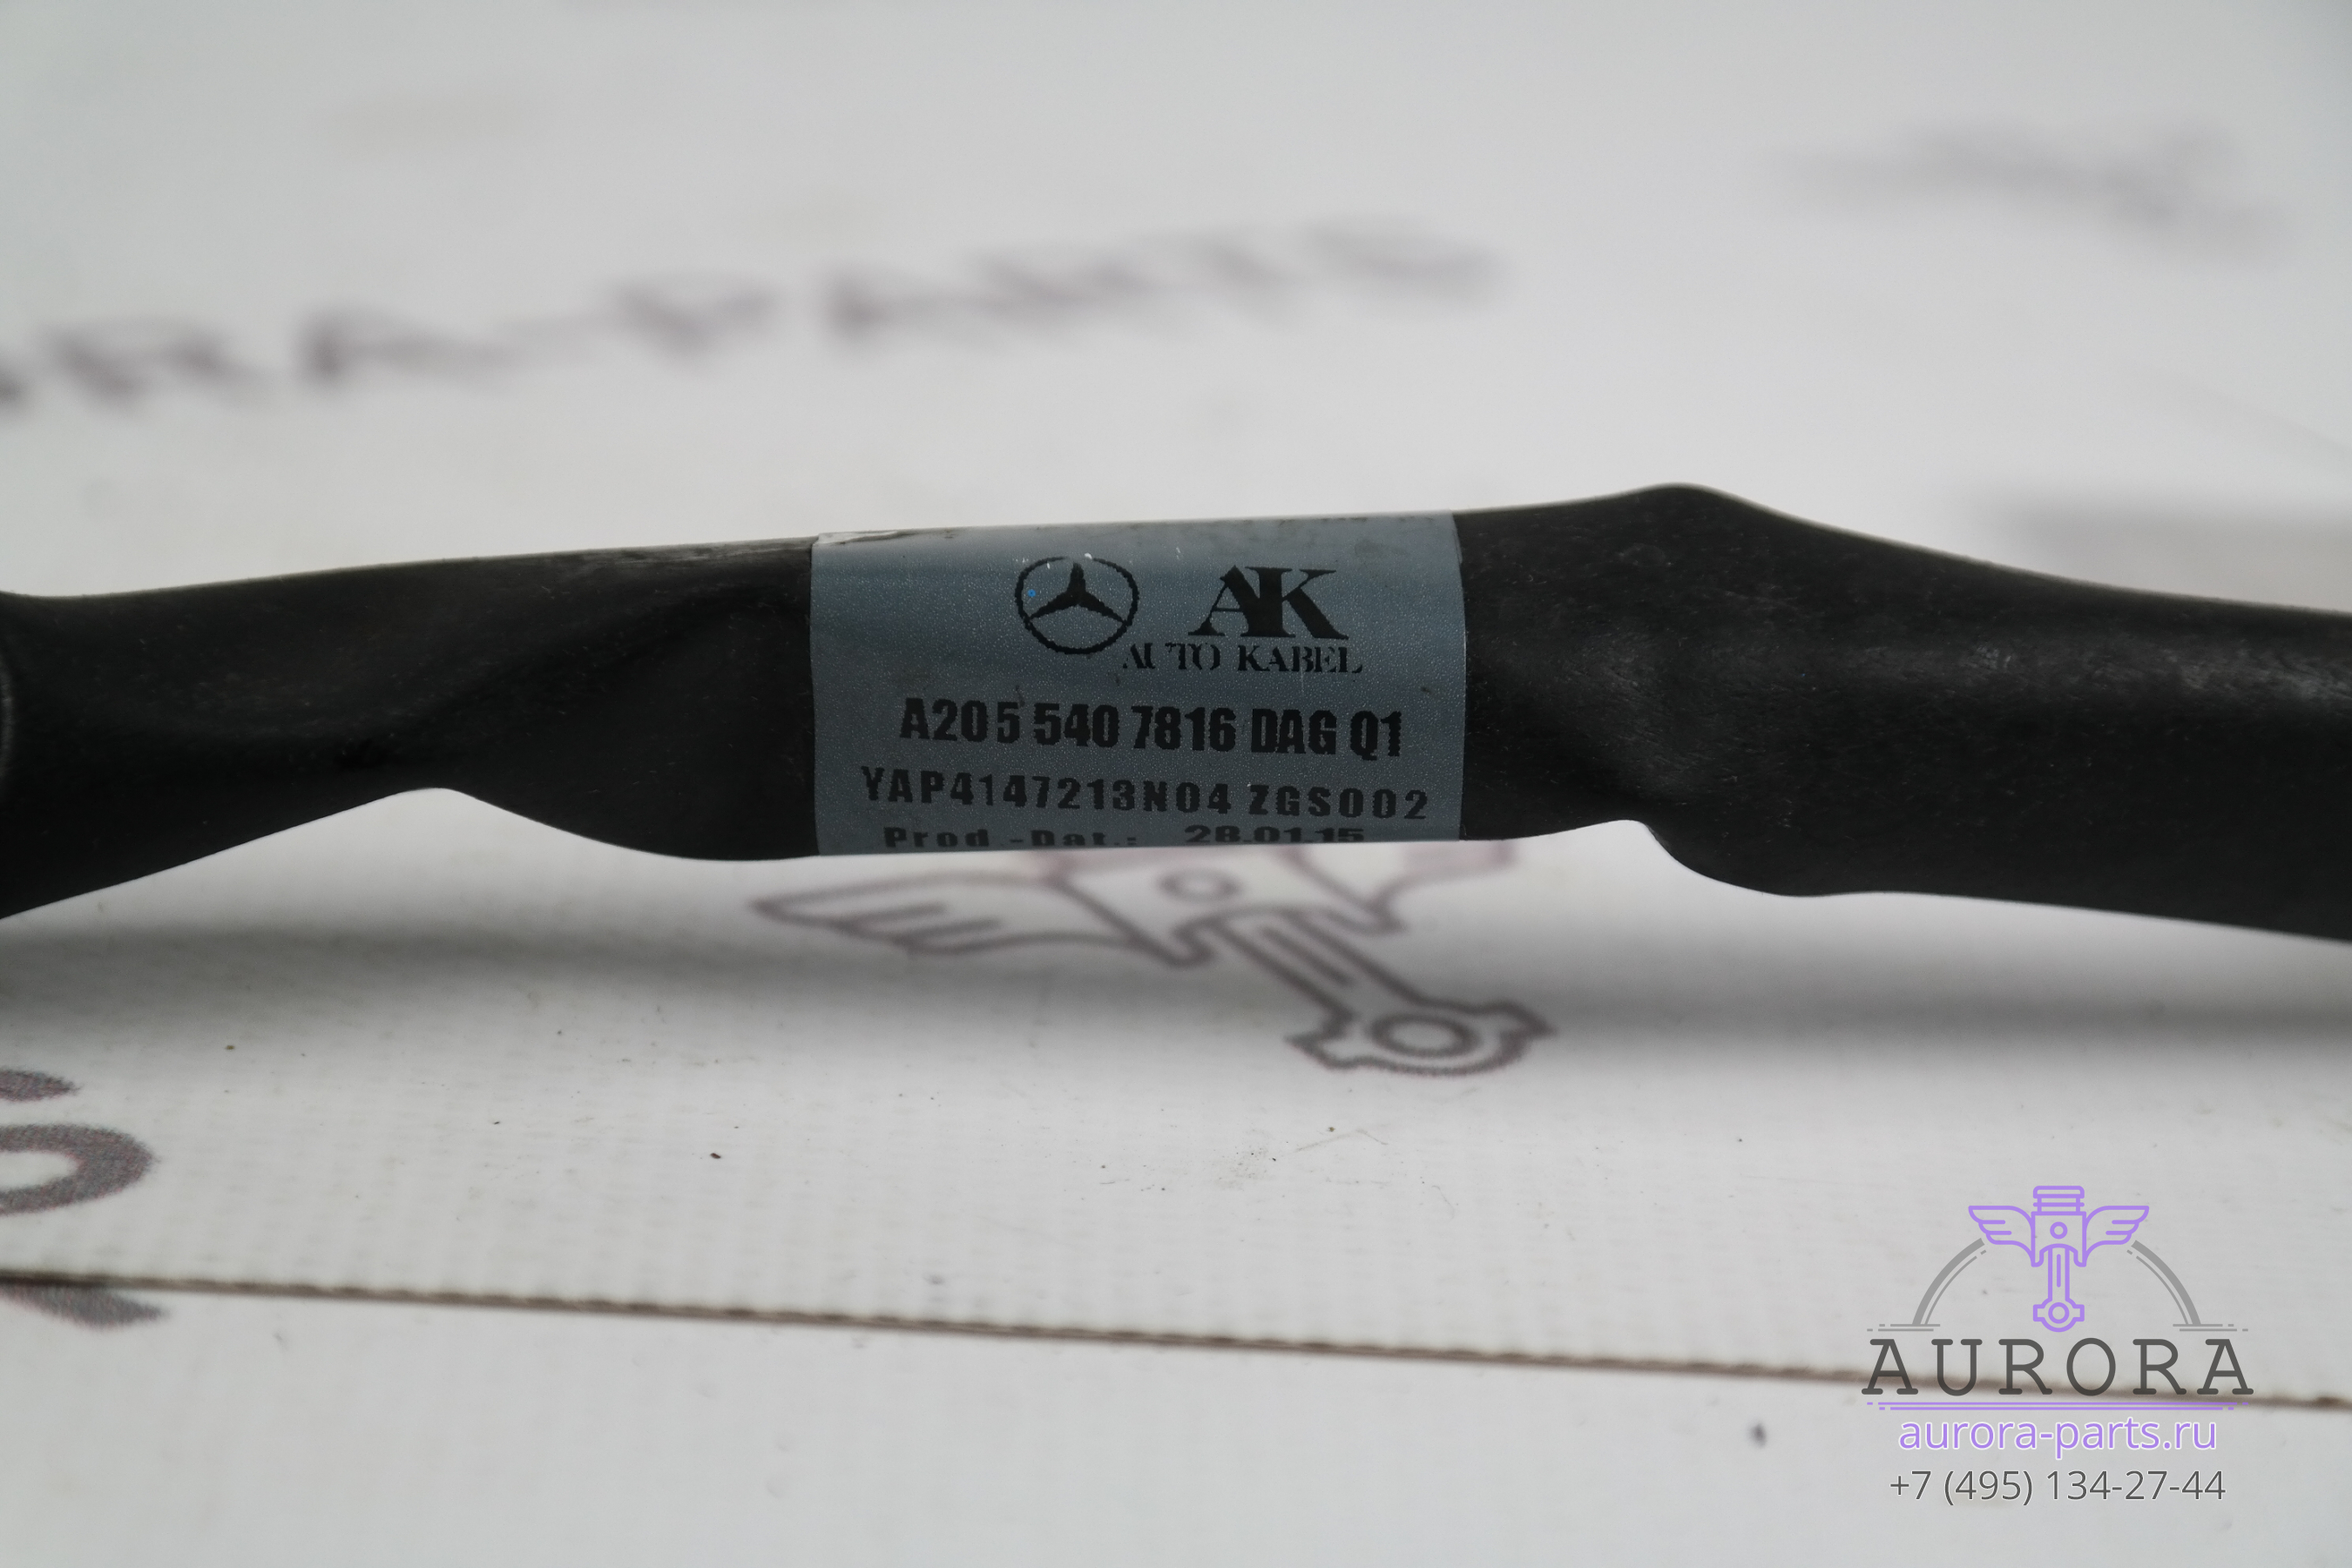 AK
AUTO KABEL
A205 540 7816 DAG Q1
YAP4147213N04 ZGS002
Prod -Dat.: 28.01.15
AURORA
aurora-parts.ru
+7 (495) 134-27-44